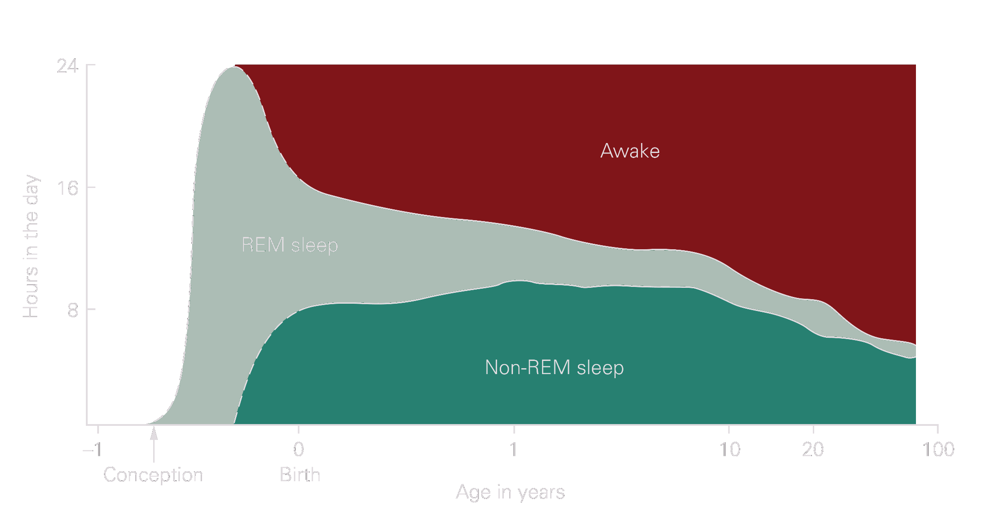 24
16
8
Hours in the day
Awake
REM sleep
Non-REM sleep
–1
0
1
10
20
100
Conception
Birth
Age in years